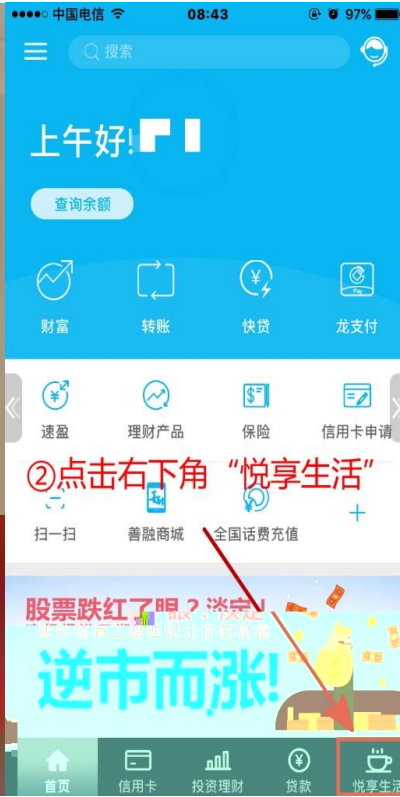 中国电信
08:43
97%
搜索
上午好!
查询余额
财富
转账
快贷
龙支付
Pay
速盈
理财产品
保险
信用卡申请
②点击右下角“悦享生活”
扫一扫
善融商城
全国话费充值
股票跌红了眼?淡定!
逆市而涨!
首页
信用卡
投资理财
贷款
悦享生活